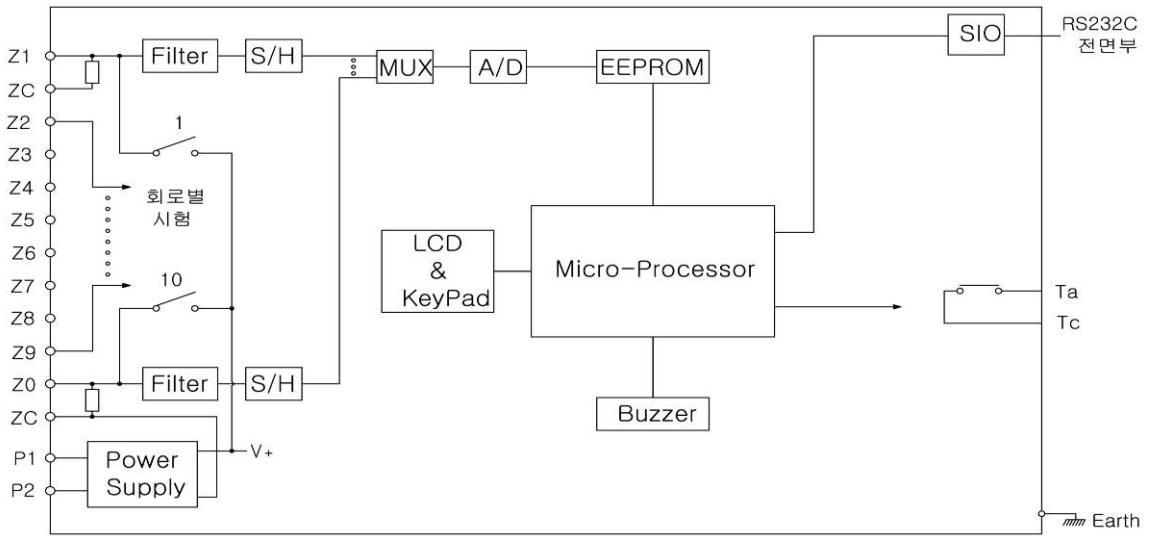 SIO
RS232C
전면부
Z1
Filter
S/H
MUX
A/D
EEPROM
ZC
Z2
1
Z3
Z4
회로별
시험
Z5
Z6
LCD
&
KeyPad
Micro-Processor
Z7
10
Z8
Ta
Tc
Z9
Z0
Filter
S/H
ZC
Buzzer
P1
Power
Supply
V+
P2
Earth